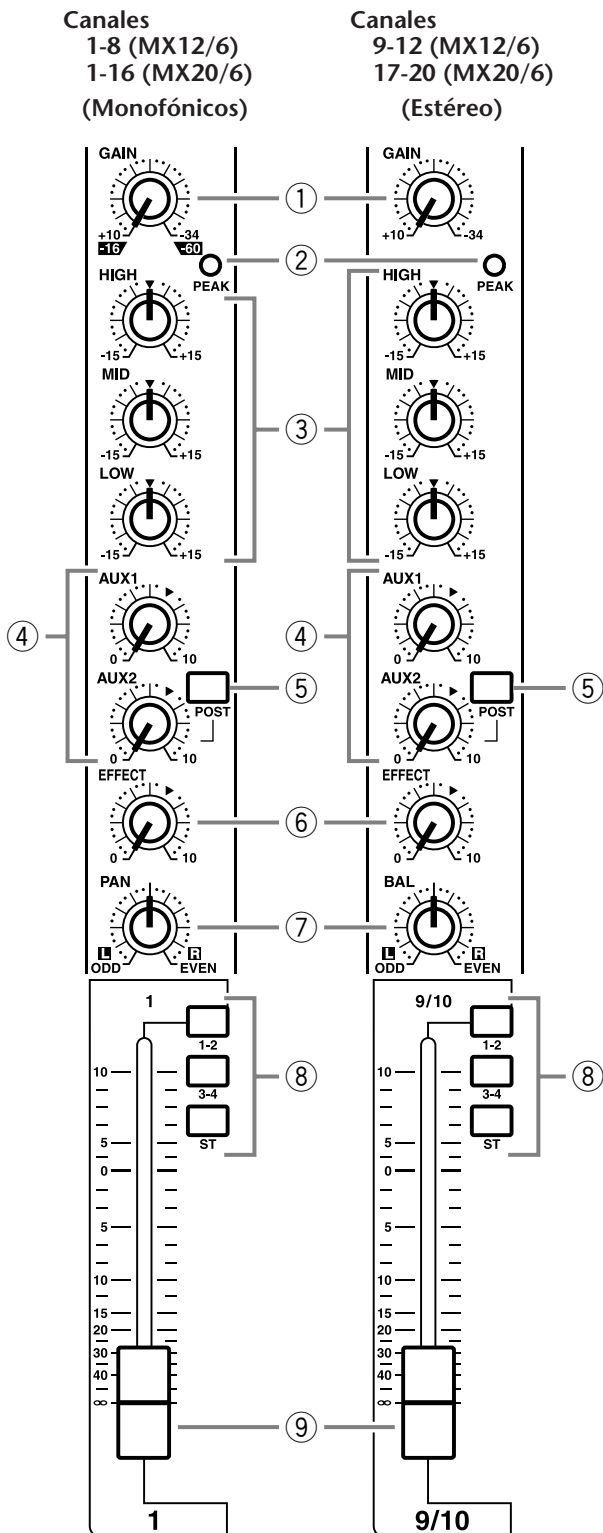 Canales
1-8 (MX12/6)
1-16 (MX20/6)
(Monofónicos)
Canales
9-12 (MX12/6)
17-20 (MX20/6)
(Estéreo)
GAIN
+10 -34
-16 -60
GAIN
+10 -34
①
②
PEAK
PEAK
HIGH
-15 +15
HIGH
-15 +15
MID
-15 +15
MID
-15 +15
③
LOW
-15 +15
LOW
-15 +15
AUX1
0 10
AUX1
0 10
④
④
AUX2
0 10
POST
⑤
AUX2
0 10
POST
⑤
EFFECT
0 10
EFFECT
0 10
⑥
PAN
L R
ODD EVEN
BAL
L R
ODD EVEN
⑦
1
1-2
3-4
ST
⑧
10
5
0
5
10
15
20
30
40
∞
9/10
1-2
3-4
ST
⑧
10
5
0
5
10
15
20
30
40
∞
⑨
1
9/10